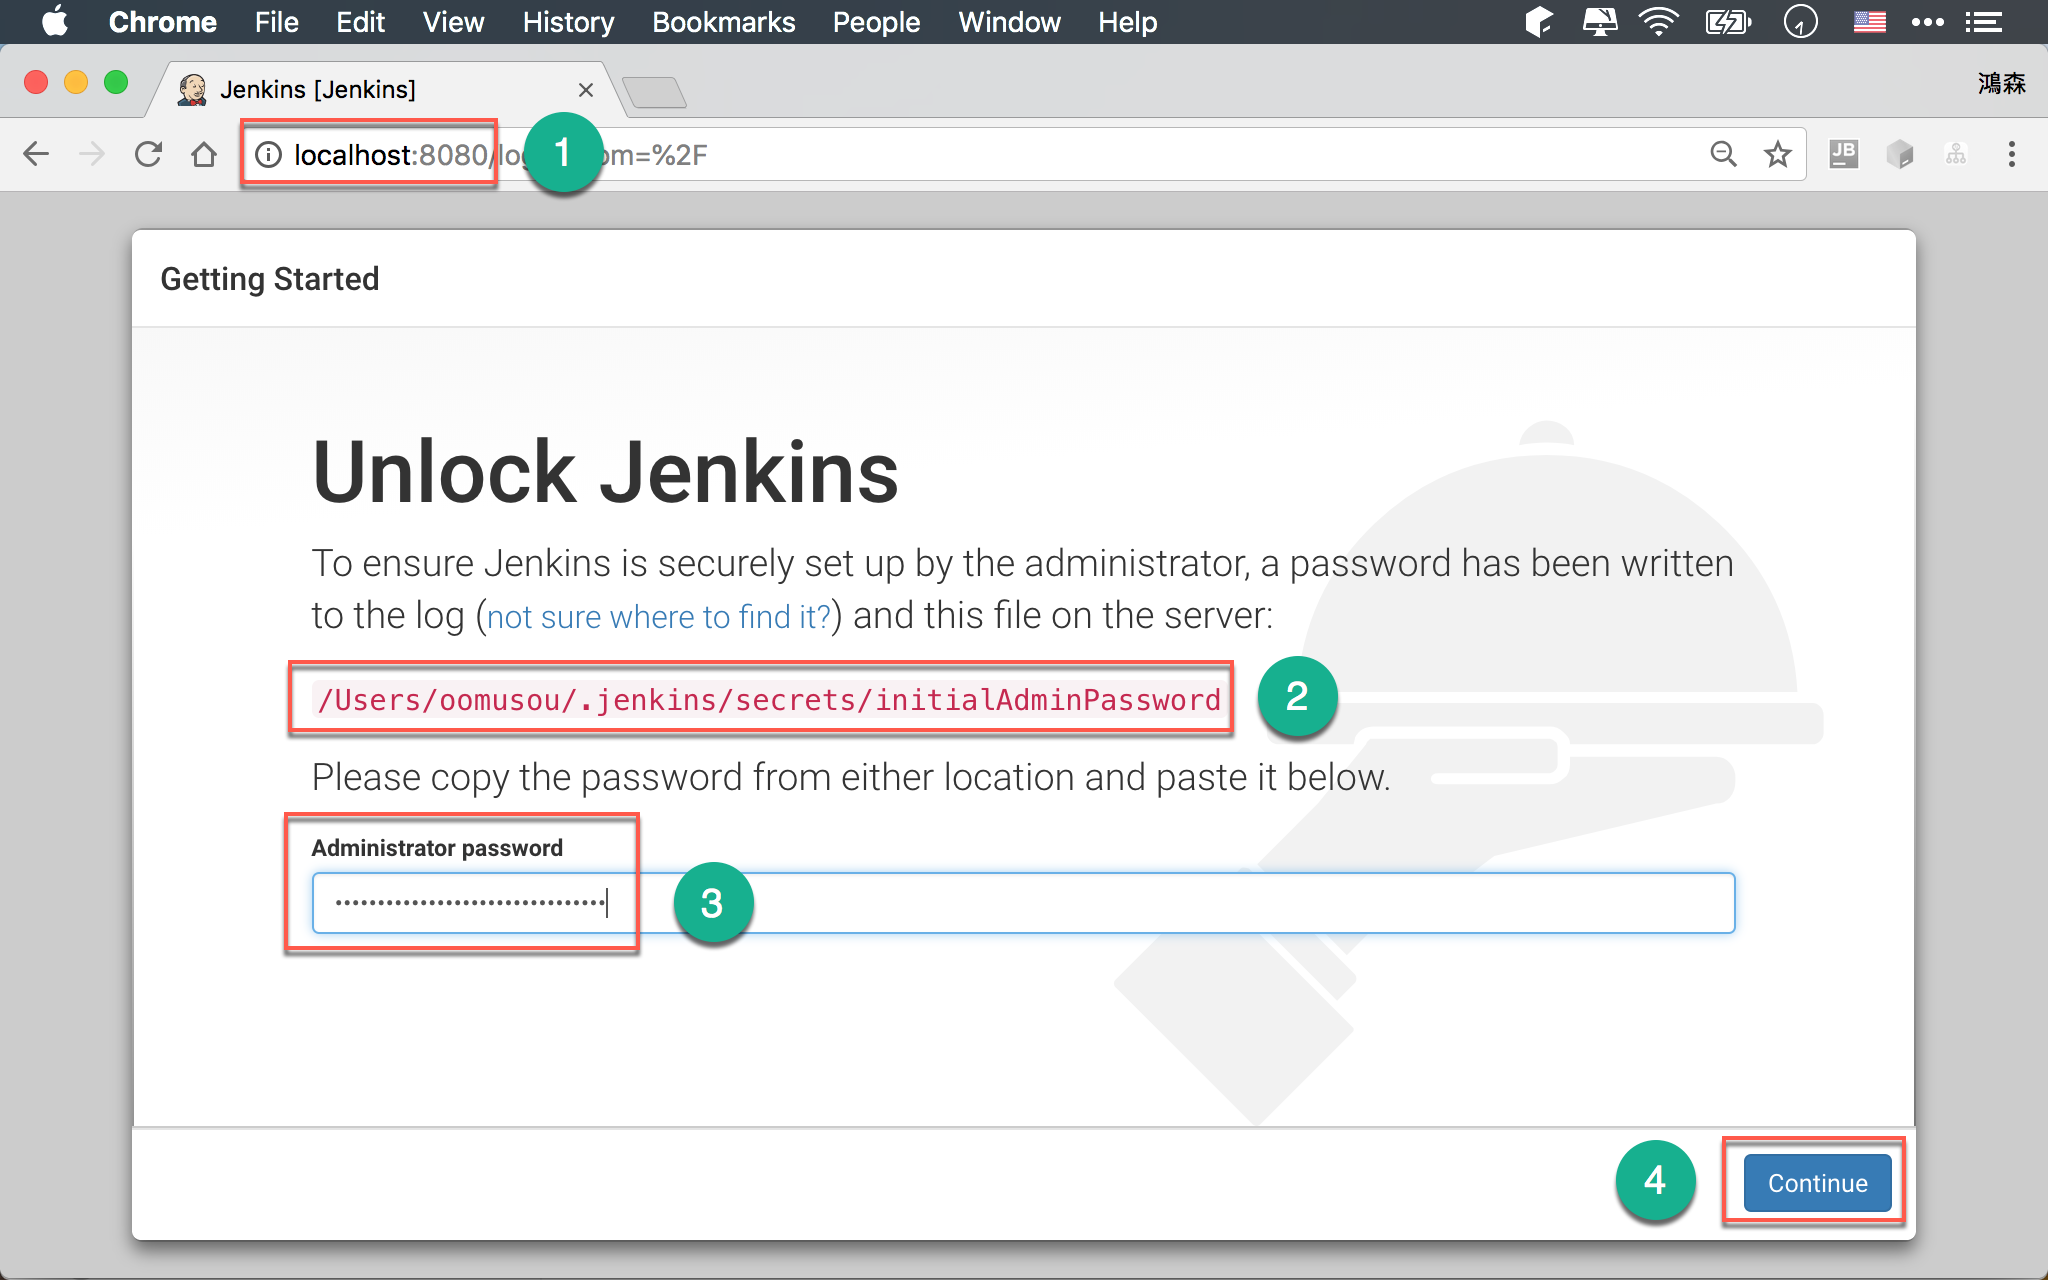 Chrome File Edit View History Bookmarks People Window Help
Jenkins [Jenkins]
鴻森
localhost:8080/lo
1
om=%2F
JB
Getting Started
Unlock Jenkins
To ensure Jenkins is securely set up by the administrator, a password has been written
to the log (not sure where to find it?) and this file on the server:
/Users/oomusou/.jenkins/secrets/initialAdminPassword
2
Please copy the password from either location and paste it below.
Administrator password
3
4
Continue